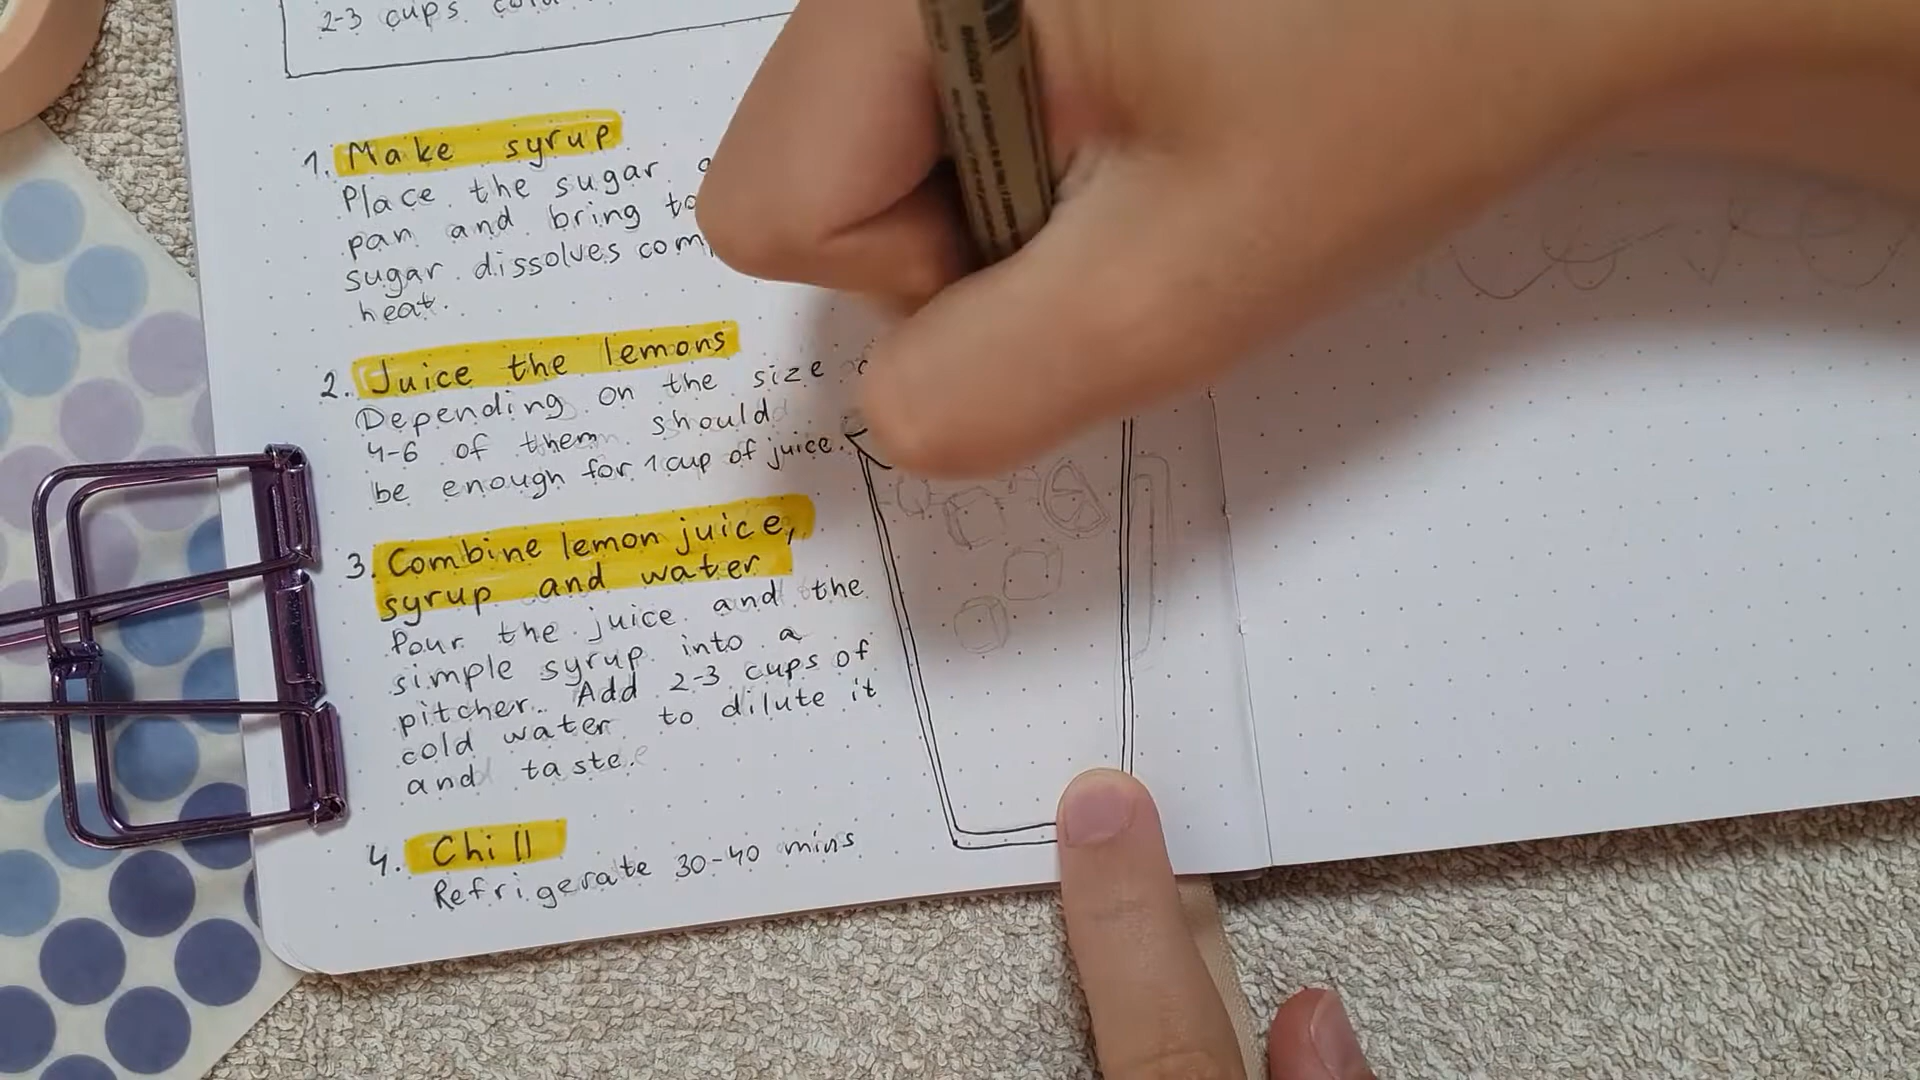 2-3 cups cold
1. Make syrup
Place the sugar
pan and bring to
sugar dissolves
heat.
2. Juice the lemons
Depending on the size
4-6 of them should
be enough for 1 cup of juice.
3. Combine lemon juice,
syrup and water
Pour the juice and the
simple syrup into a
pitcher. Add 2-3 cups of
cold water to dilute it
and taste.
4. Chill
Refrigerate 30-40 mins